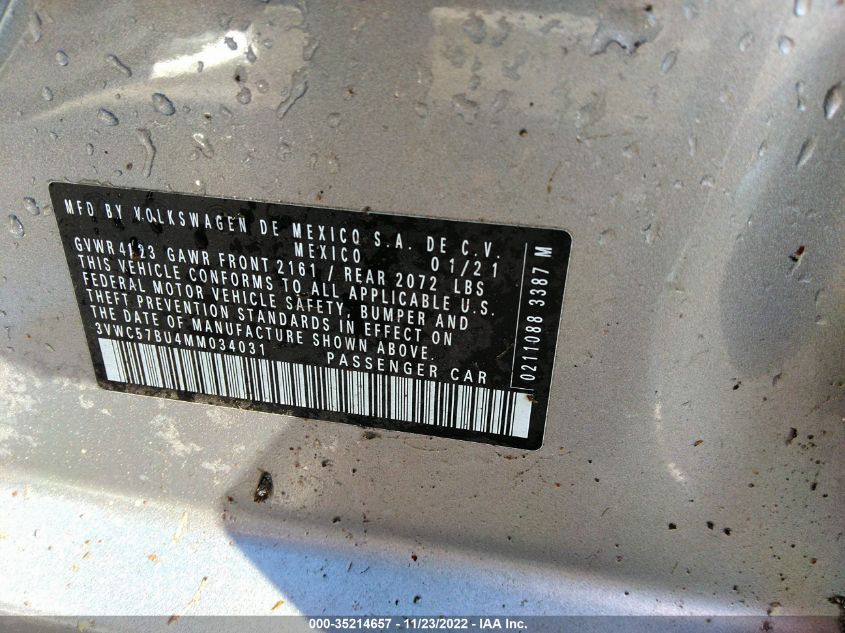 MFD BY VOLKSWAGEN DE MEXICO S.A. DE C.V.
MEXICO 01/21
GVWR 4123 GAWR FRONT 2161 / REAR 2072 LBS
THIS VEHICLE CONFORMS TO ALL APPLICABLE U.S.
FEDERAL MOTOR VEHICLE SAFETY, BUMPER AND
THEFT PREVENTION STANDARDS IN EFFECT ON
THE DATE OF MANUFACTURE SHOWN ABOVE.
3VWC57BU4MM034031 PASSENGER CAR
0211088 3387 M
000-35214657 - 11/23/2022 - IAA Inc.